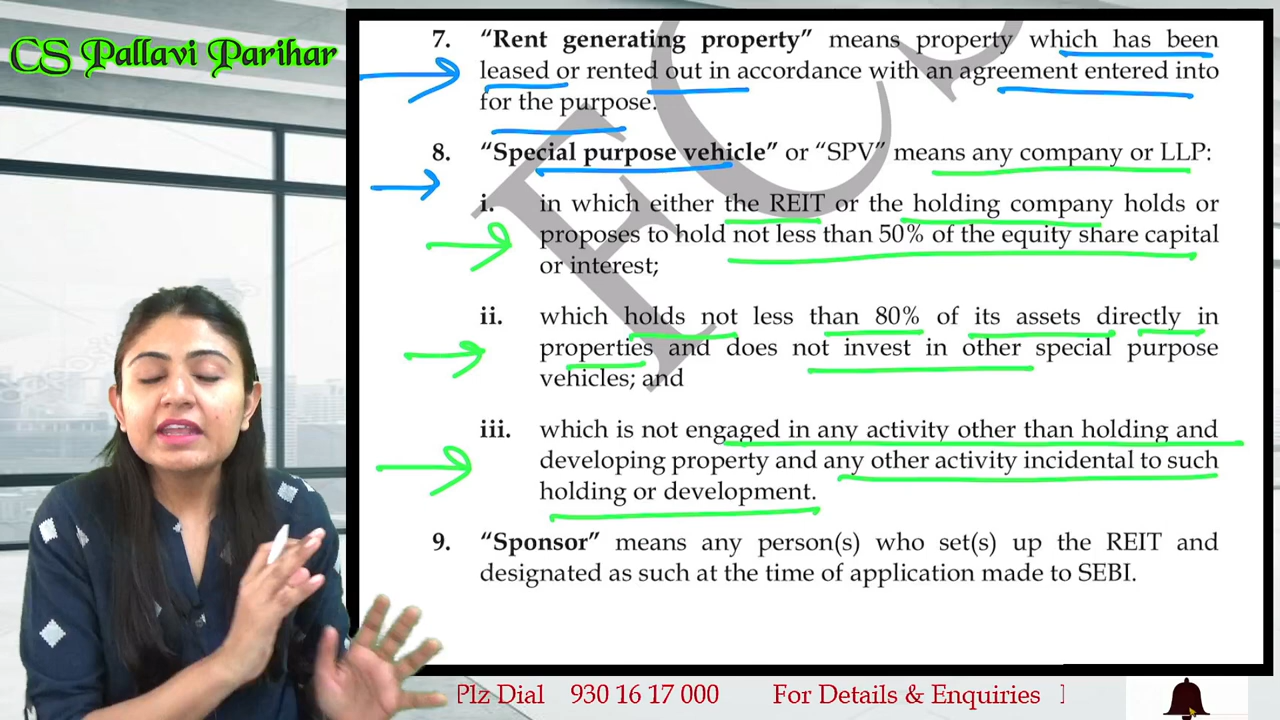 CS Pallavi Parihar
7. “Rent generating property” means property which has been
leased or rented out in accordance with an agreement entered into
for the purpose.
8. “Special purpose vehicle” or “SPV” means any company or LLP:
i. in which either the REIT or the holding company holds or
proposes to hold not less than 50% of the equity share capital
or interest;
ii. which holds not less than 80% of its assets directly in
properties and does not invest in other special purpose
vehicles; and
iii. which is not engaged in any activity other than holding and
developing property and any other activity incidental to such
holding or development.
9. “Sponsor” means any person(s) who set(s) up the REIT and
designated as such at the time of application made to SEBI.
Plz Dial 930 16 17 000 For Details & Enquiries